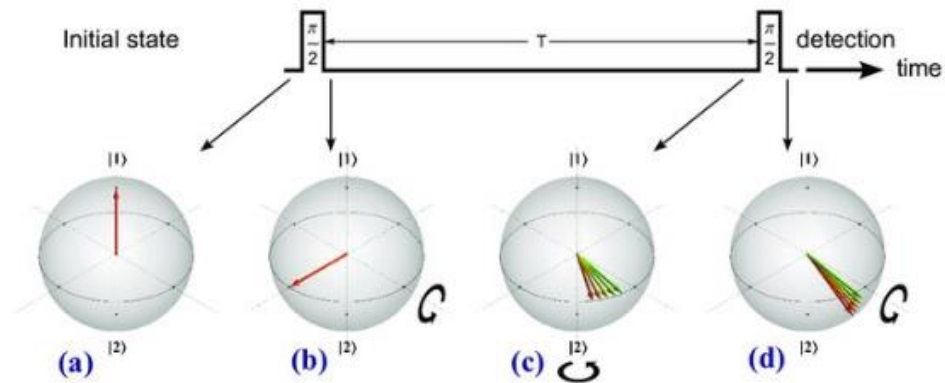 Initial state
π/2
T
π/2
detection
time
|1⟩
|1⟩
|1⟩
|1⟩
|2⟩
|2⟩
|2⟩
|2⟩
(a)
(b)
(c)
(d)